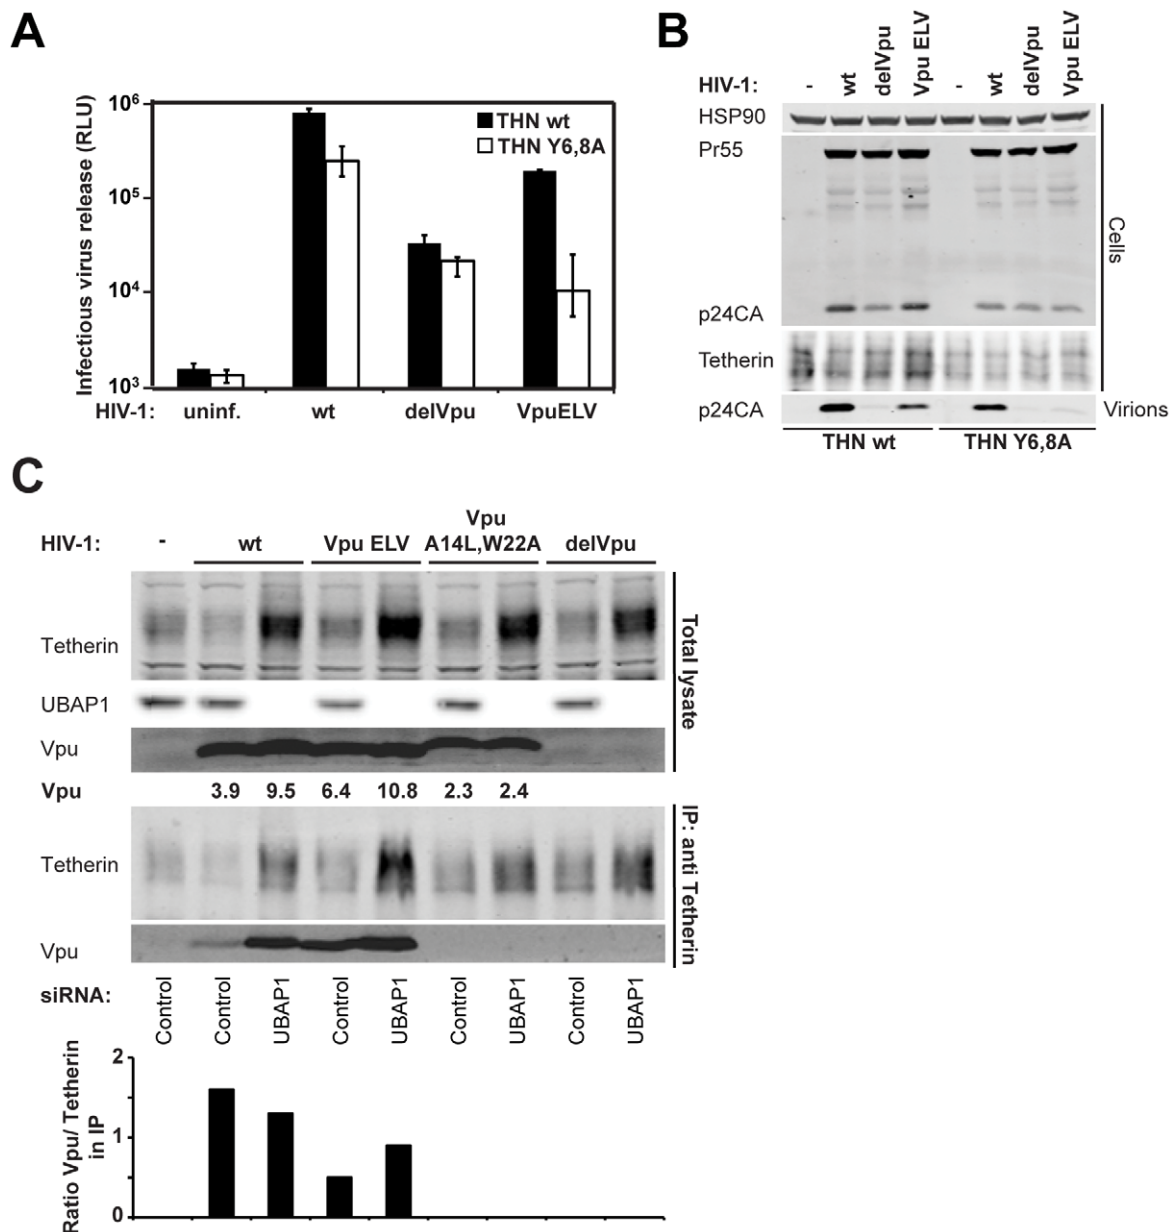 A
Infectious virus release (RLU)
10⁶
10⁵
10⁴
10³
THN wt
THN Y6,8A
HIV-1: uninf. wt delVpu VpuELV
B
HIV-1: - wt delVpu Vpu ELV - wt delVpu Vpu ELV
HSP90
Pr55
p24CA
Tetherin
p24CA
Cells
Virions
THN wt THN Y6,8A
C
Vpu
HIV-1: - wt Vpu ELV A14L,W22A delVpu
Tetherin
UBAP1
Vpu
Total lysate
Vpu 3.9 9.5 6.4 10.8 2.3 2.4
Tetherin
Vpu
IP: anti Tetherin
siRNA: Control Control UBAP1 Control UBAP1 Control UBAP1 Control UBAP1
Ratio Vpu/ Tetherin
in IP
2
1
0